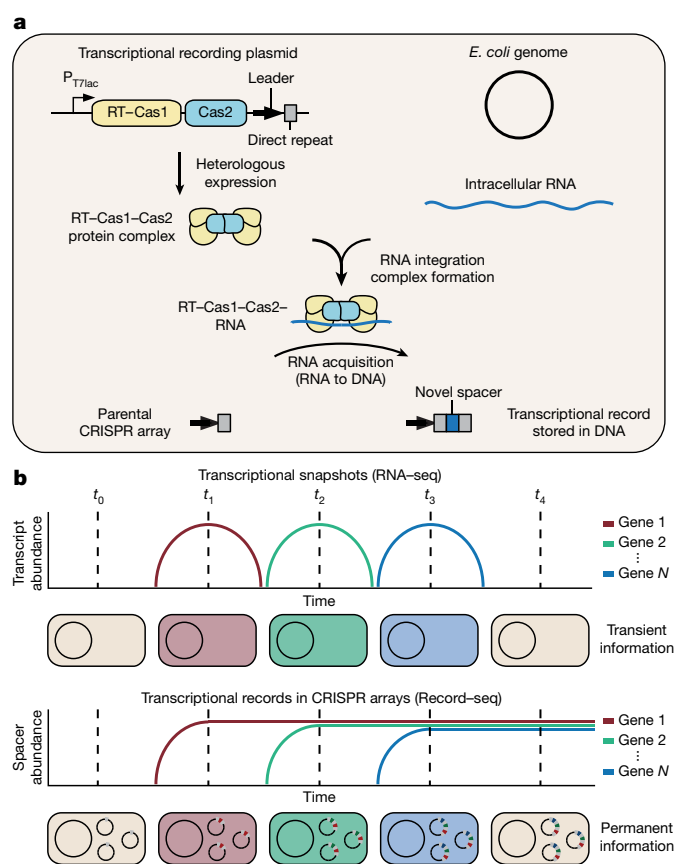 a
Transcriptional recording plasmid
E. coli genome
PT7lac
Leader
RT–Cas1
Cas2
Direct repeat
Heterologous
expression
Intracellular RNA
RT–Cas1–Cas2
protein complex
RNA integration
complex formation
RT–Cas1–Cas2–
RNA
RNA acquisition
(RNA to DNA)
Novel spacer
Parental
CRISPR array
Transcriptional record
stored in DNA
b
Transcriptional snapshots (RNA–seq)
t0
t1
t2
t3
t4
Transcript
abundance
Gene 1
Gene 2
⋮
Gene N
Time
Transient
information
Transcriptional records in CRISPR arrays (Record–seq)
Spacer
abundance
Gene 1
Gene 2
⋮
Gene N
Time
Permanent
information